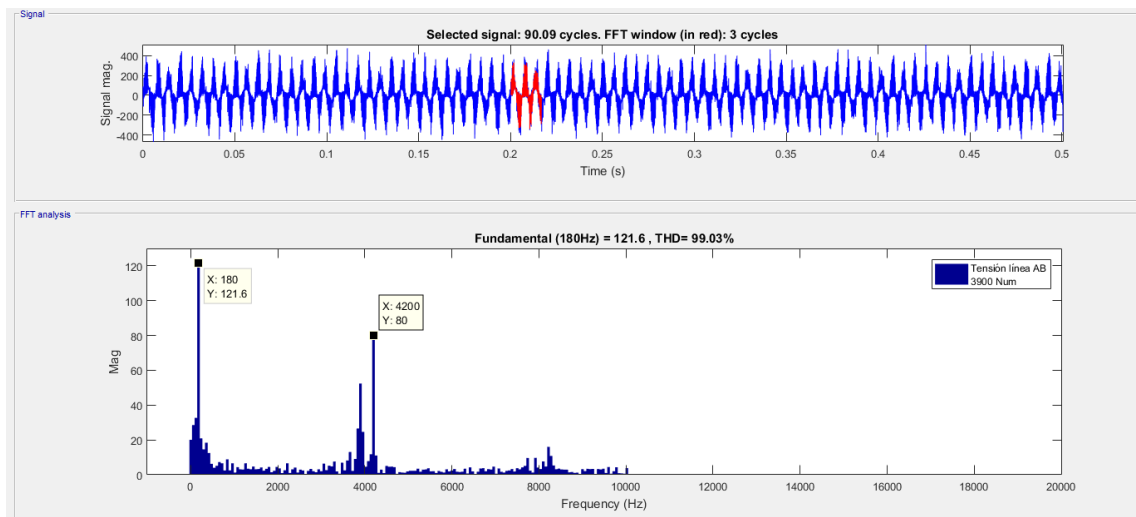 Signal
Selected signal: 90.09 cycles. FFT window (in red): 3 cycles
Signal mag.
400
200
0
-200
-400
0
0.05
0.1
0.15
0.2
0.25
0.3
0.35
0.4
0.45
0.5
Time (s)
FFT analysis
Fundamental (180Hz) = 121.6 , THD= 99.03%
Mag
120
100
80
60
40
20
0
X: 180
Y: 121.6
X: 4200
Y: 80
Tensión línea AB
3900 Num
0
2000
4000
6000
8000
10000
12000
14000
16000
18000
20000
Frequency (Hz)